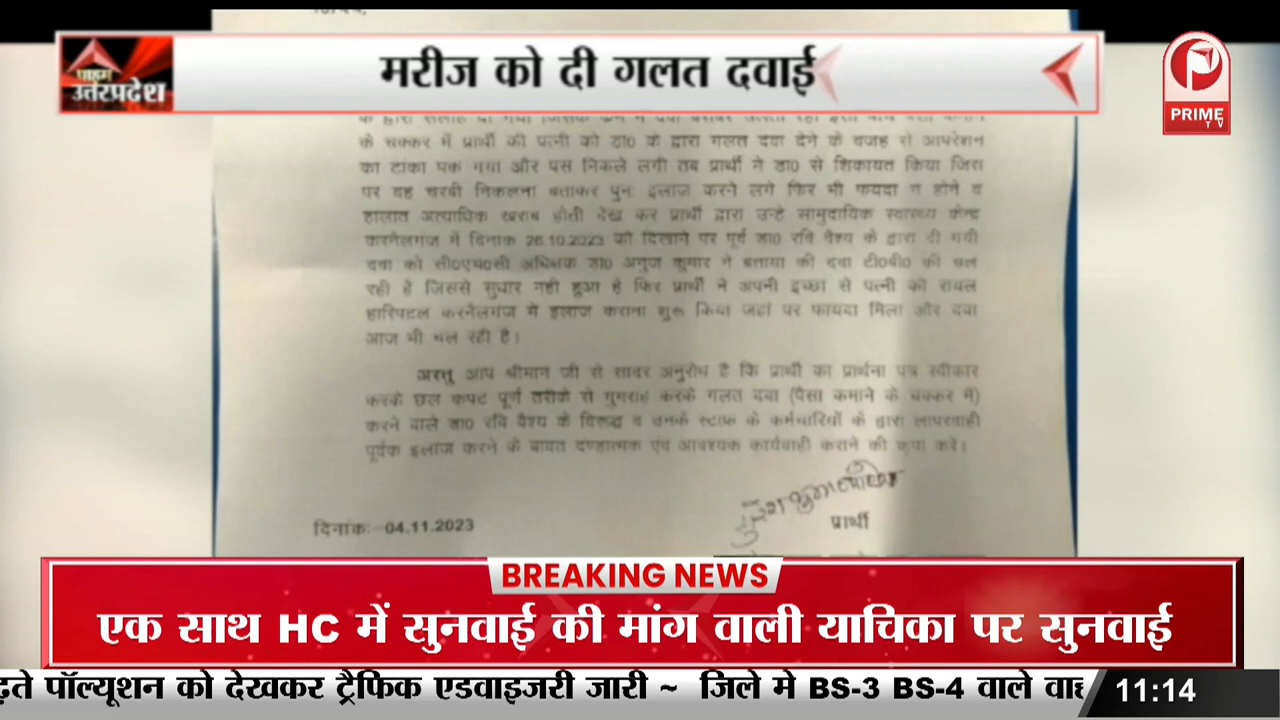 मरीज को दी गलत दवाई
प्राइम
उत्तरप्रदेश
PRIME
TV
के चक्कर में प्रार्थी की पत्नी को डा0 के द्वारा गलत दवा देने के वजह से आपरेशन
का टांका पक गया और पस निकले लगी तब प्रार्थी ने डा0 से शिकायत किया जिस
पर वह चरबी निकलना बताकर पुनः इलाज करने लगे फिर भी फयदा न होने व
हालात अत्याधिक खराब होती देख कर प्रार्थी द्वारा उन्हे सामुदायिक स्वास्थ्य केन्द्र
करनैलगंज में दिनांक 26.10.2023 को दिखाने पर पूर्व डा0 रवि वैश्य के द्वारा दी गयी
दवा को सी0एच0सी अधिक्षक डा0 अनुज कुमार ने बताया की दवा टी0बी0 की चल
रही है जिससे सुधार नही हुआ है फिर प्रार्थी ने अपनी इच्छा से पत्नी को रायल
हास्पिटल करनैलगंज में इलाज कराना शुरू किया जहां पर फायदा मिला और दवा
आज भी चल रही है।
अस्तु आप श्रीमान जी से सादर अनुरोध है कि प्रार्थी का प्रार्थना पत्र स्वीकार
करके छल कपट पूर्ण तरीके से गुमराह करके गलत दवा (पैसा कमाने के चक्कर में)
करने वाले डा0 रवि वैश्य के विरूद्ध व उनके स्टाफ के कर्मचारियों के द्वारा लापरवाही
पूर्वक इलाज करने के बावत दण्डात्मक एंव आवश्यक कार्यवाही कराने की कृपा करें।
दिनांकः-04.11.2023
प्रार्थी
BREAKING NEWS
एक साथ HC में सुनवाई की मांग वाली याचिका पर सुनवाई
पॉल्यूशन को देखकर ट्रैफिक एडवाइजरी जारी ~ जिले मे BS-3 BS-4 वाले
11:14